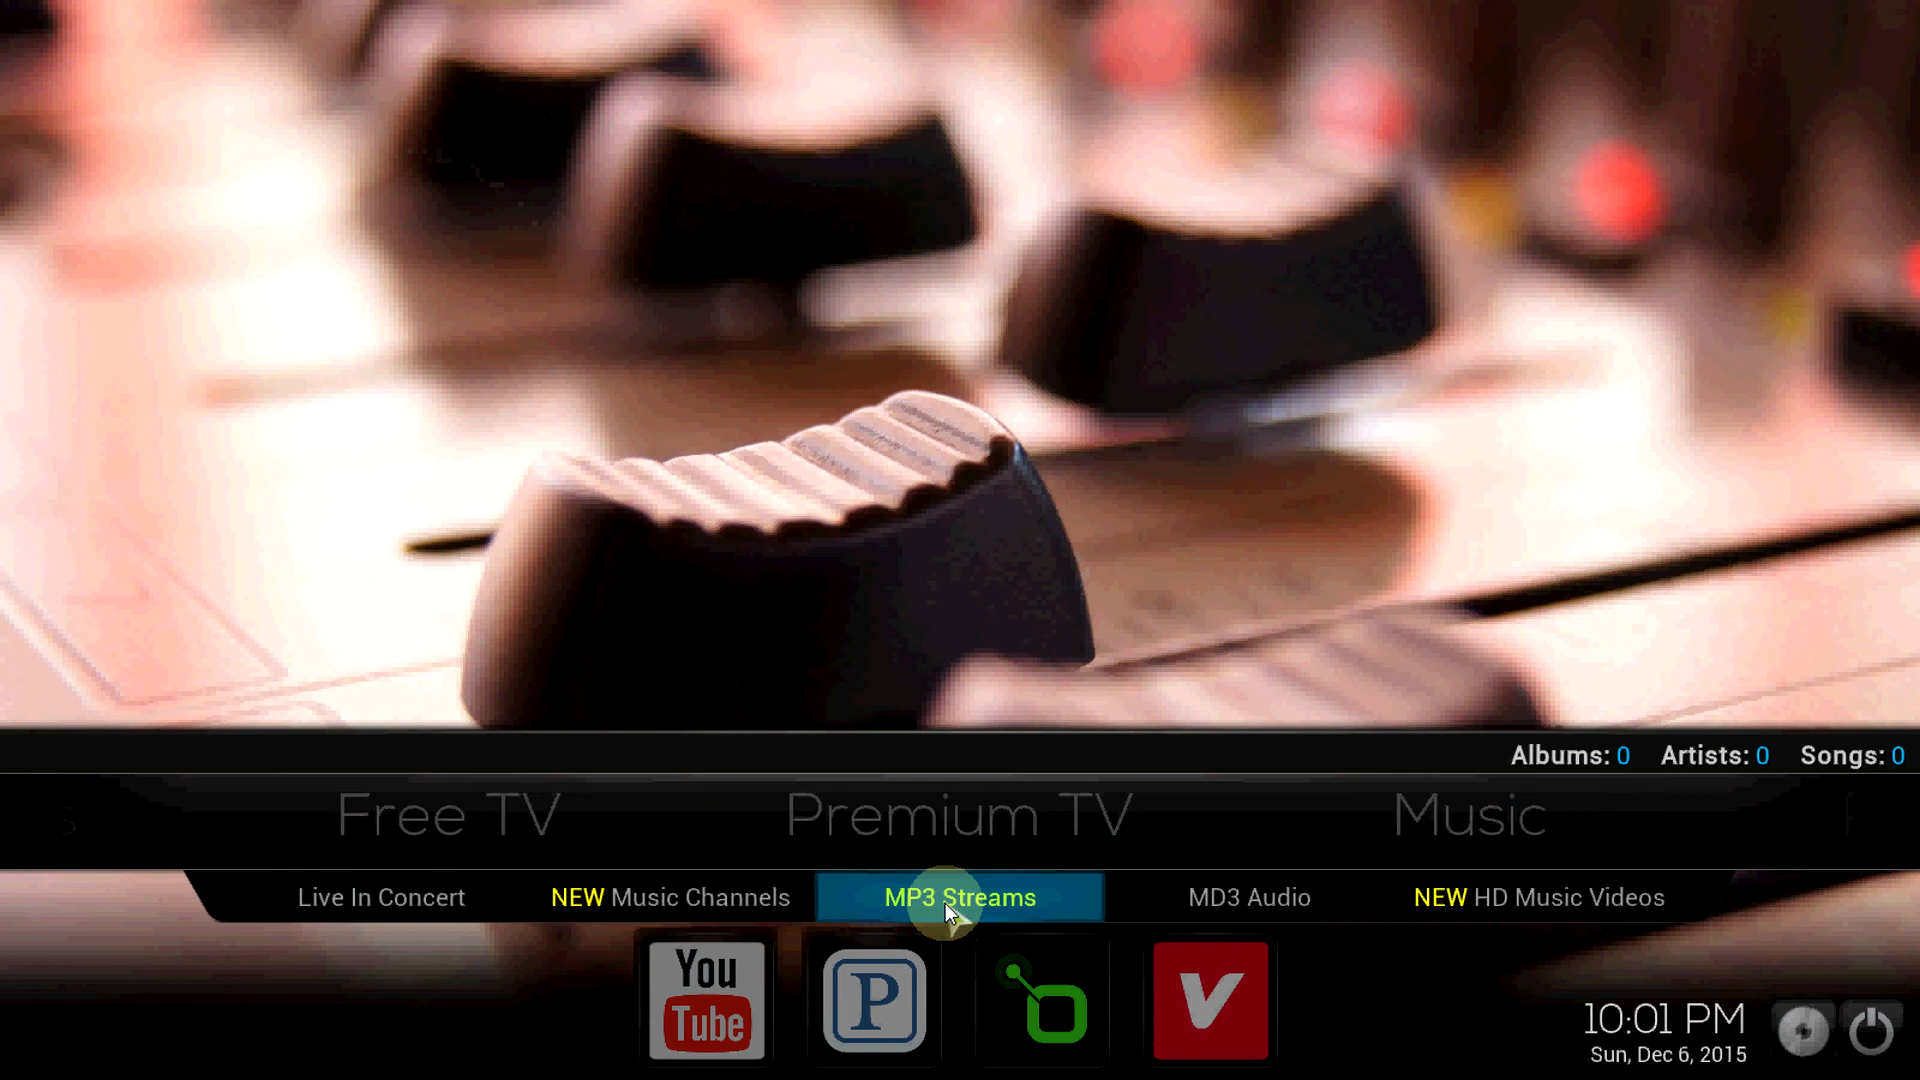 Albums: 0 Artists: 0 Songs: 0
Free TV Premium TV Music
Live In Concert NEW Music Channels MP3 Streams MD3 Audio NEW HD Music Videos
You
Tube
P
V
10:01 PM
Sun, Dec 6, 2015